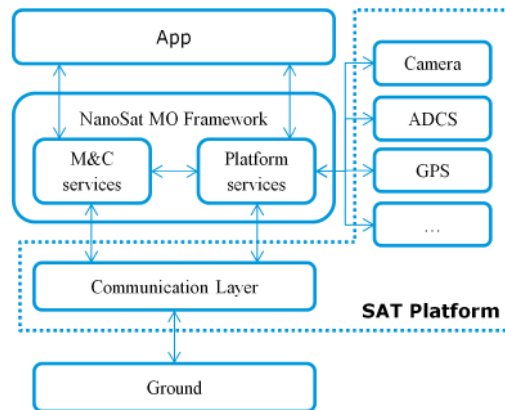 App
Camera
NanoSat MO Framework
ADCS
M&C
services
Platform
services
GPS
...
Communication Layer
SAT Platform
Ground